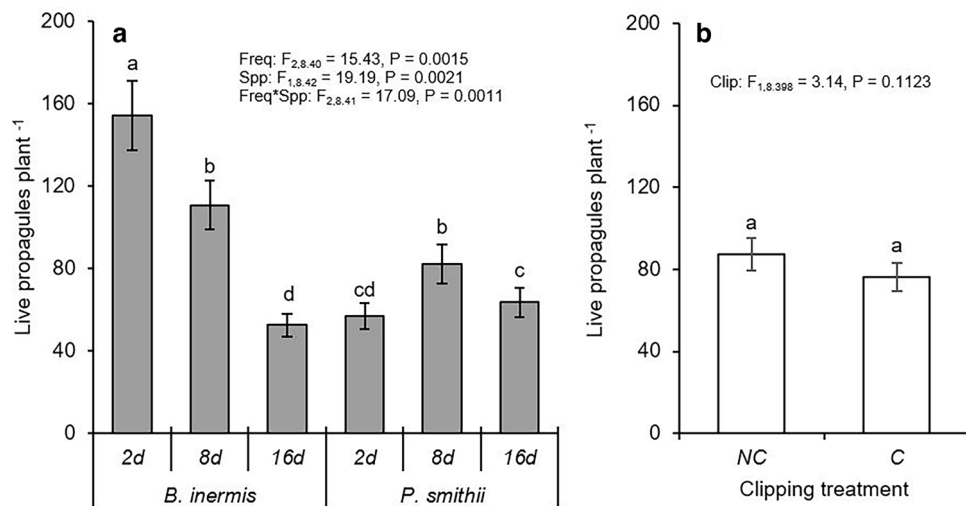 a
Freq: F2,8.40 = 15.43, P = 0.0015
Spp: F1,8.42 = 19.19, P = 0.0021
Freq*Spp: F2,8.41 = 17.09, P = 0.0011
Live propagules plant -1
200
160
120
80
40
0
a
b
d
cd
b
c
2d 8d 16d 2d 8d 16d
B. inermis P. smithii
b
Clip: F1,8.398 = 3.14, P = 0.1123
Live propagules plant -1
200
160
120
80
40
0
a
a
NC C
Clipping treatment